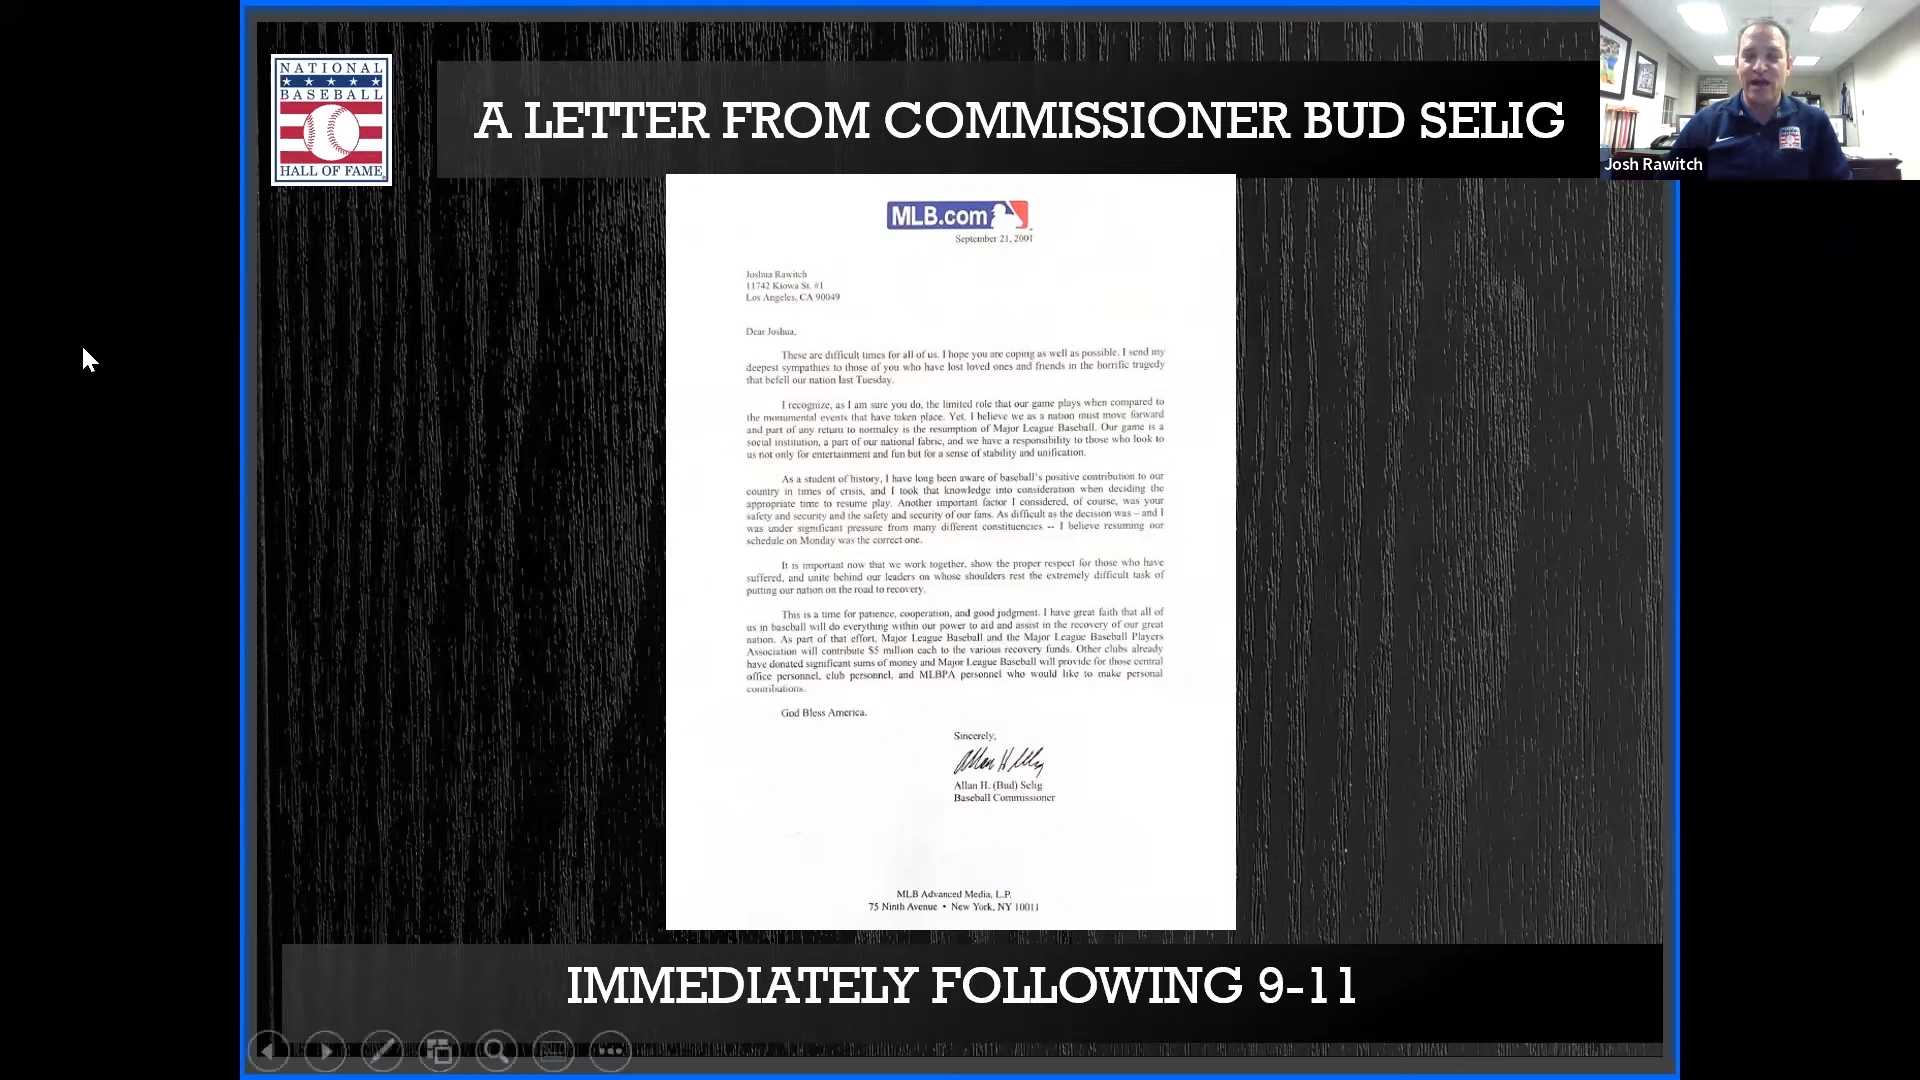 NATIONAL
BASEBALL
HALL OF FAME
A LETTER FROM COMMISSIONER BUD SELIG
Josh Rawitch
MLB.com
September 21, 2001
Joshua Rawitch
11742 Kiowa St. #1
Los Angeles, CA 90049
Dear Joshua,
These are difficult times for all of us. I hope you are coping as well as possible. I send my
deepest sympathies to those of you who have lost loved ones and friends in the horrific tragedy
that befell our nation last Tuesday.
I recognize, as I am sure you do, the limited role that our game plays when compared to
the monumental events that have taken place. Yet, I believe we as a nation must move forward
and part of any return to normalcy is the resumption of Major League Baseball. Our game is a
social institution, a part of our national fabric, and we have a responsibility to those who look to
us not only for entertainment and fun but for a sense of stability and unification.
As a student of history, I have long been aware of baseball's positive contribution to our
country in times of crisis, and I took that knowledge into consideration when deciding the
appropriate time to resume play. Another important factor I considered, of course, was your
safety and security and the safety and security of our fans. As difficult as the decision was – and I
was under significant pressure from many different constituencies -- I believe resuming our
schedule on Monday was the correct one.
It is important now that we work together, show the proper respect for those who have
suffered, and unite behind our leaders on whose shoulders rest the extremely difficult task of
putting our nation on the road to recovery.
This is a time for patience, cooperation, and good judgment. I have great faith that all of
us in baseball will do everything within our power to aid and assist in the recovery of our great
nation. As part of that effort, Major League Baseball and the Major League Baseball Players
Association will contribute $5 million each to the various recovery funds. Other clubs already
have donated significant sums of money and Major League Baseball will provide for those central
office personnel, club personnel, and MLBPA personnel who would like to make personal
contributions.
God Bless America.
Sincerely,
Allan H. (Bud) Selig
Baseball Commissioner
MLB Advanced Media, L.P.
75 Ninth Avenue • New York, NY 10011
IMMEDIATELY FOLLOWING 9-11